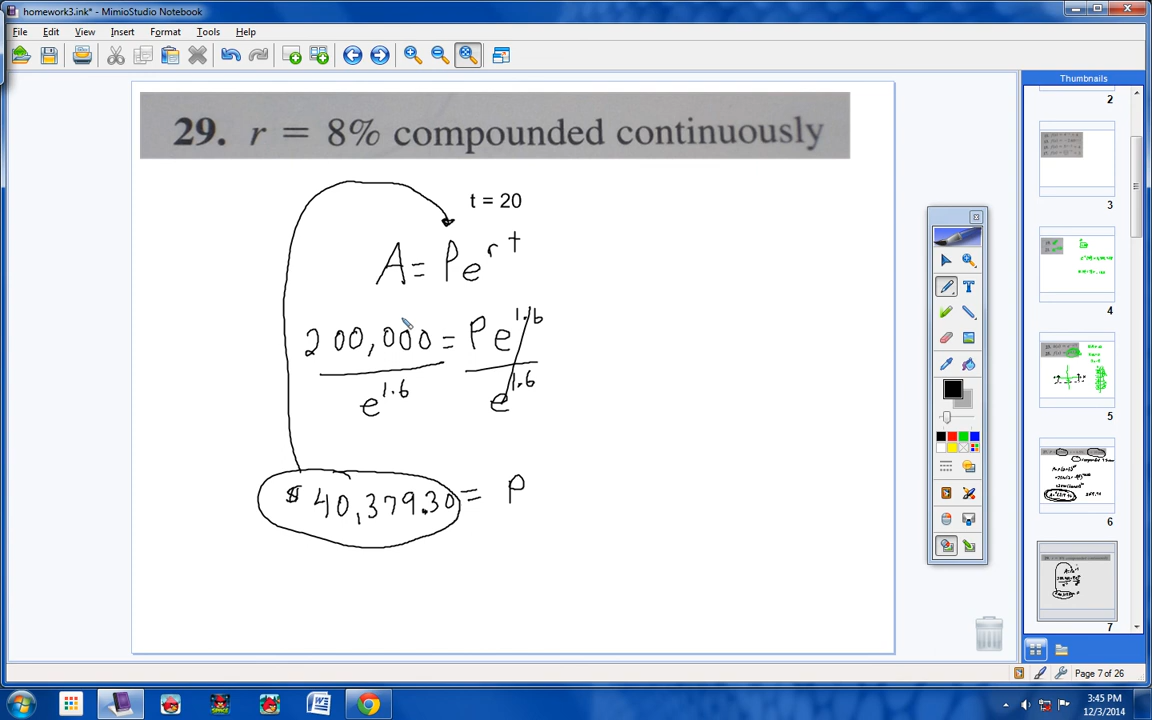 homework3.ink* - MimioStudio Notebook
File Edit View Insert Format Tools Help
Thumbnails
29. r = 8% compounded continuously
t = 20
A = Pe^rt
200,000 = Pe^1.6
e^1.6 e^1.6
$ 40,379.30 = P
2
3
4
5
6
7
Page 7 of 26
3:45 PM
12/3/2014